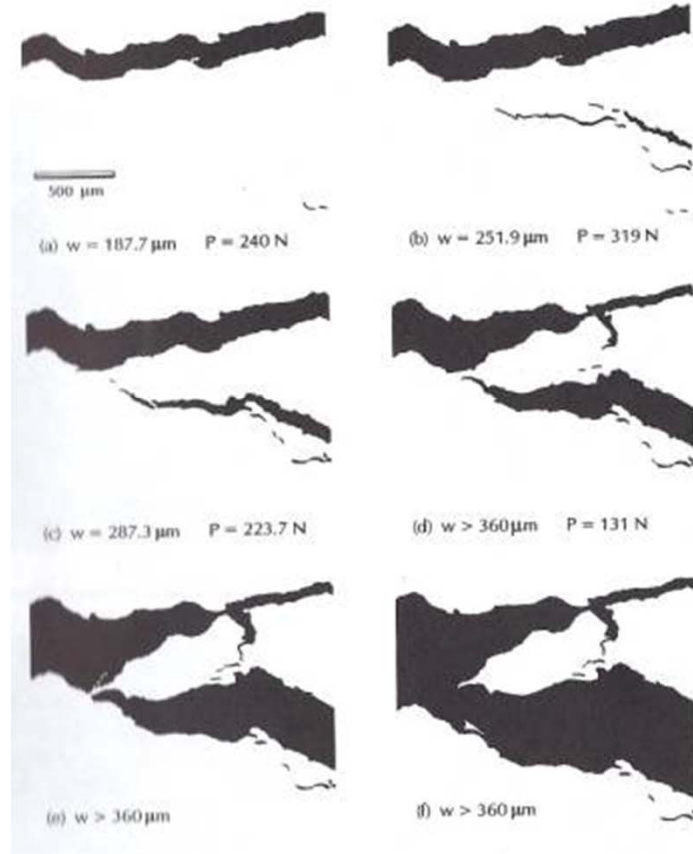 500 μm
(a) w = 187.7 μm P = 240 N
(b) w = 251.9 μm P = 319 N
(c) w = 287.3 μm P = 223.7 N
(d) w > 360 μm P = 131 N
(e) w > 360 μm
(f) w > 360 μm